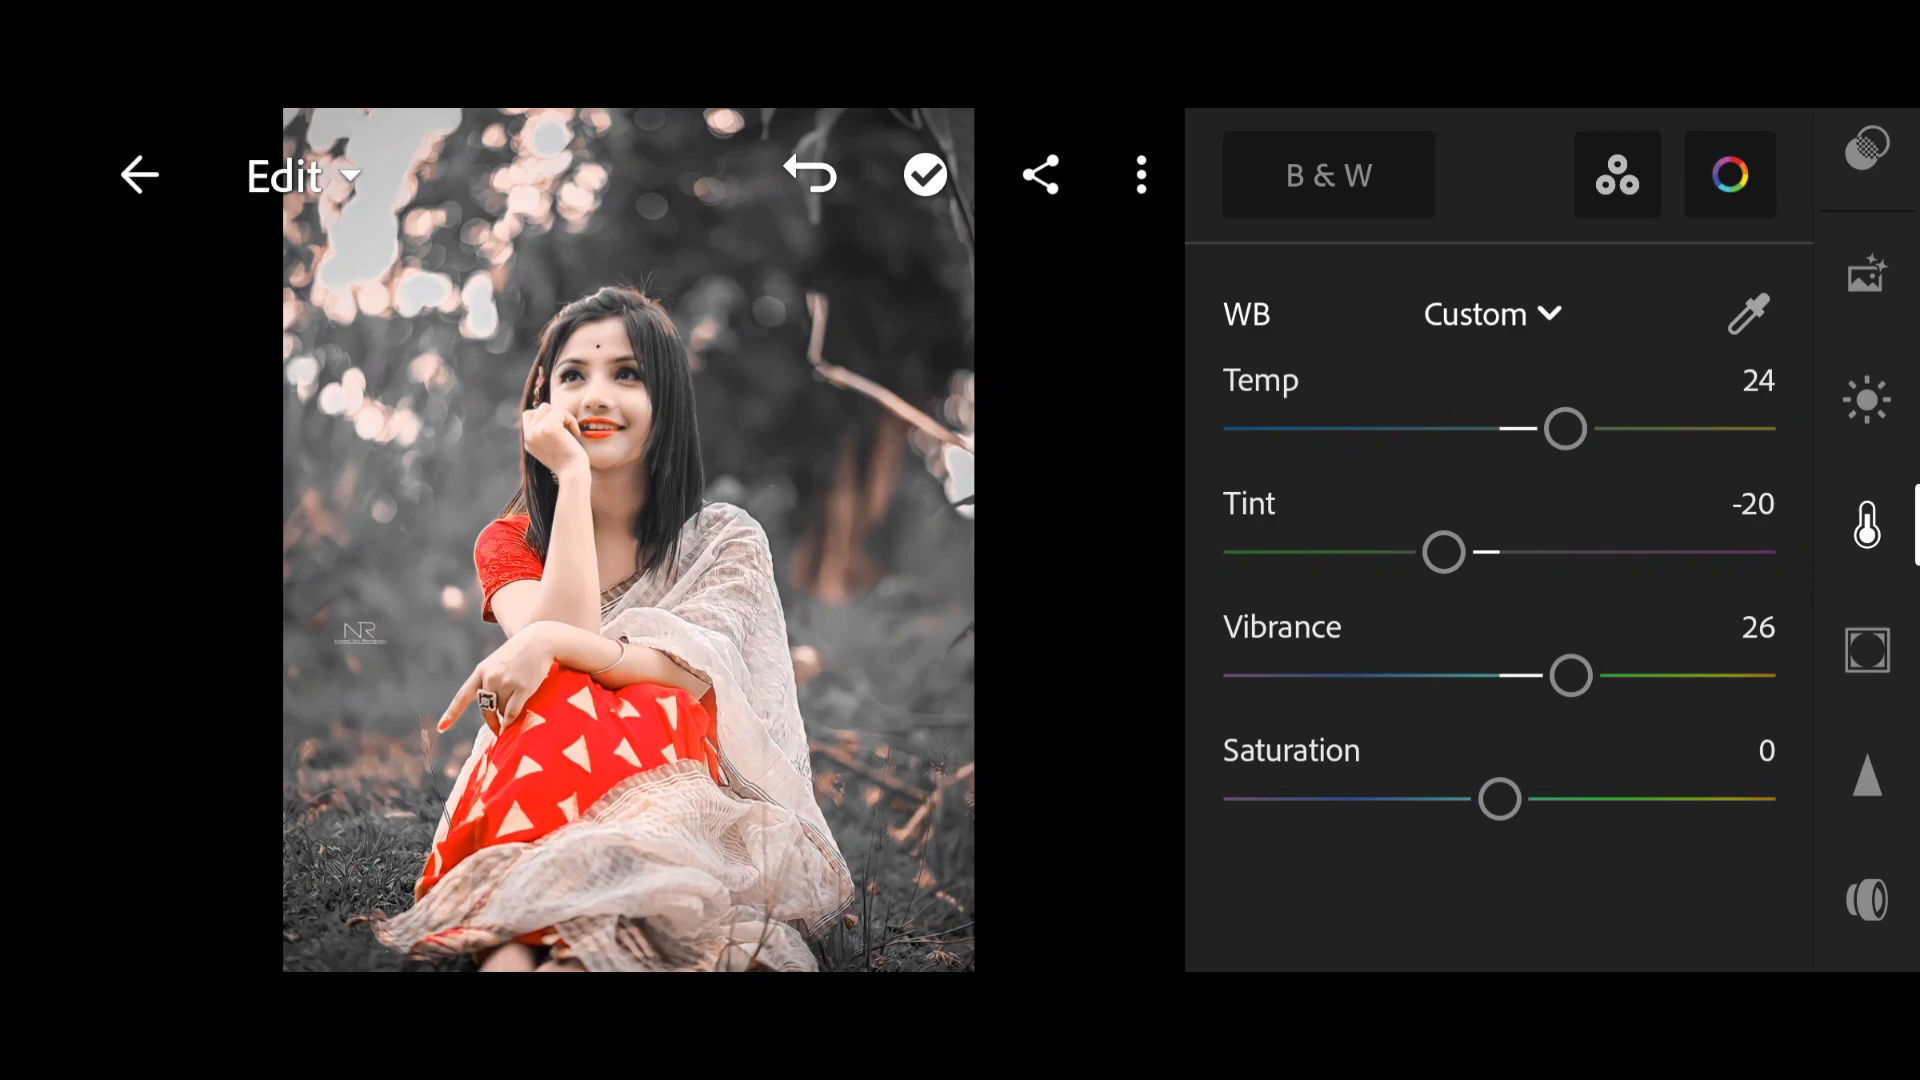 Edit
B & W
WB Custom
Temp 24
Tint -20
Vibrance 26
Saturation 0
NR